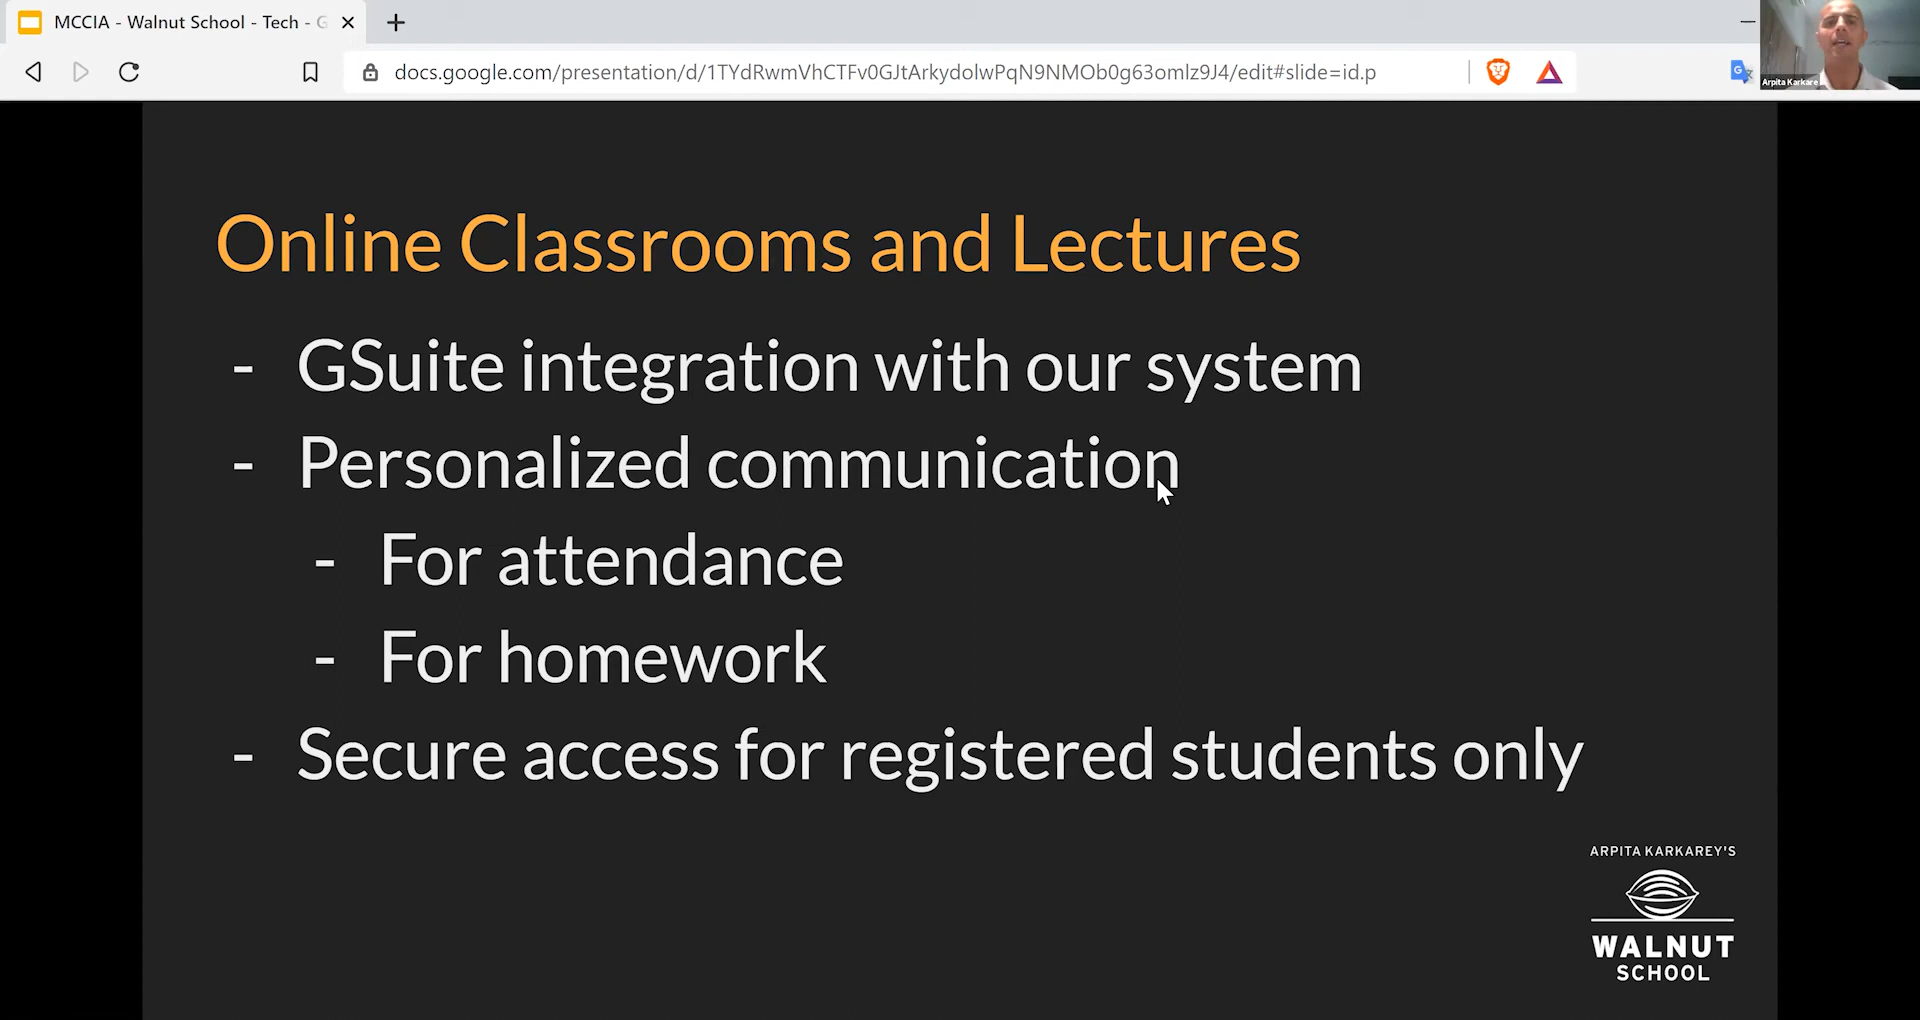 MCCIA - Walnut School - Tech - G
docs.google.com/presentation/d/1TYdRwmVhCTFv0GJtArkydolwPqN9NMOb0g63omlz9J4/edit#slide=id.p
Arpita Karkare
Online Classrooms and Lectures
- GSuite integration with our system
- Personalized communication
- For attendance
- For homework
- Secure access for registered students only
ARPITA KARKAREY'S
WALNUT
SCHOOL